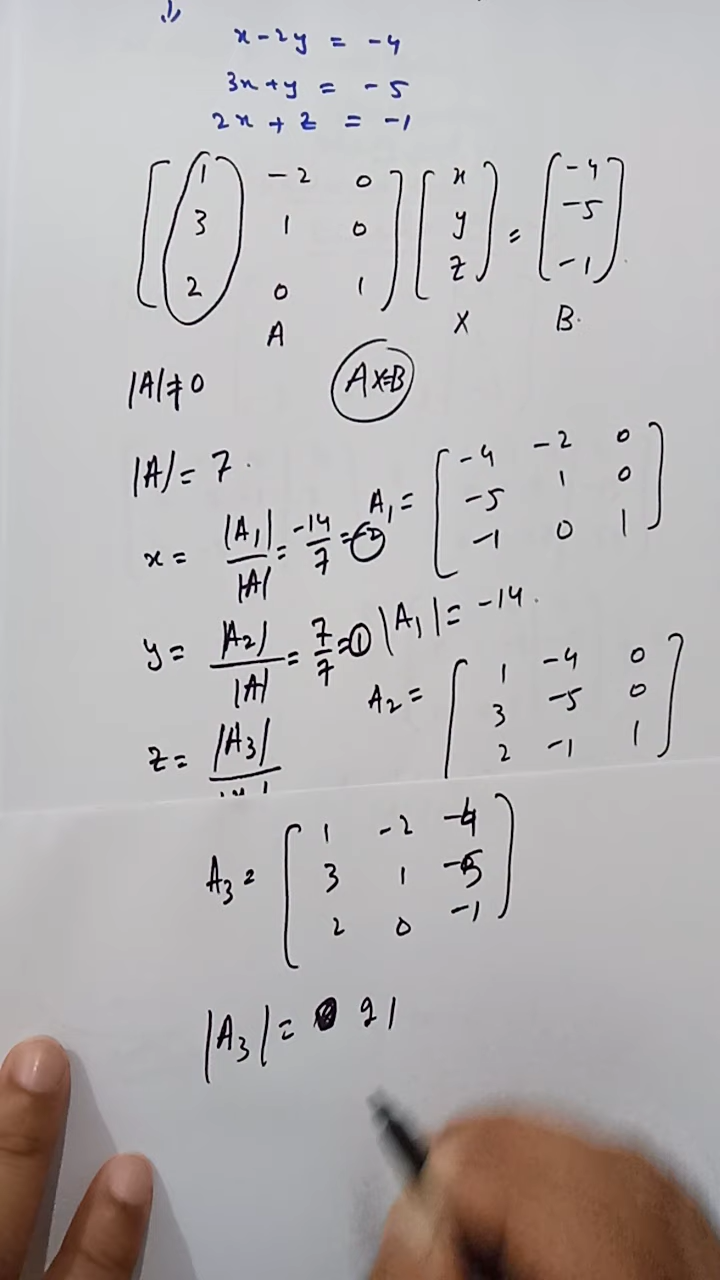 1)
x - 2y = -4
3x + y = -5
2x + z = -1
[1 -2 0] [x] = [-4]
[3 1 0] [y] [-5]
[2 0 1] [z] [-1]
A X B.
|A| ≠ 0 AX=B
|A| = 7.
A₁ = [-4 -2 0]
[-5 1 0]
[-1 0 1]
x = |A₁|/|A| = -14/7 = -2
|A₁| = -14.
y = |A₂|/|A| = 7/7 = 1
A₂ = [1 -4 0]
[3 -5 0]
[2 -1 1]
z = |A₃|
A₃ = [1 -2 -4]
[3 1 -5]
[2 0 -1]
|A₃| = 21